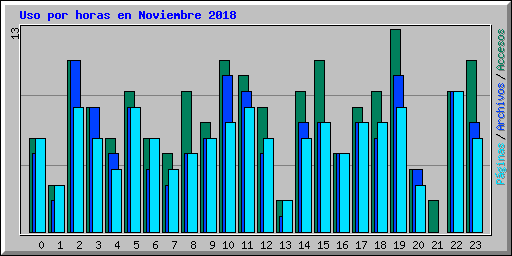 Uso por horas en Noviembre 2018
13
Páginas / Archivos / Accesos
0 1 2 3 4 5 6 7 8 9 10 11 12 13 14 15 16 17 18 19 20 21 22 23